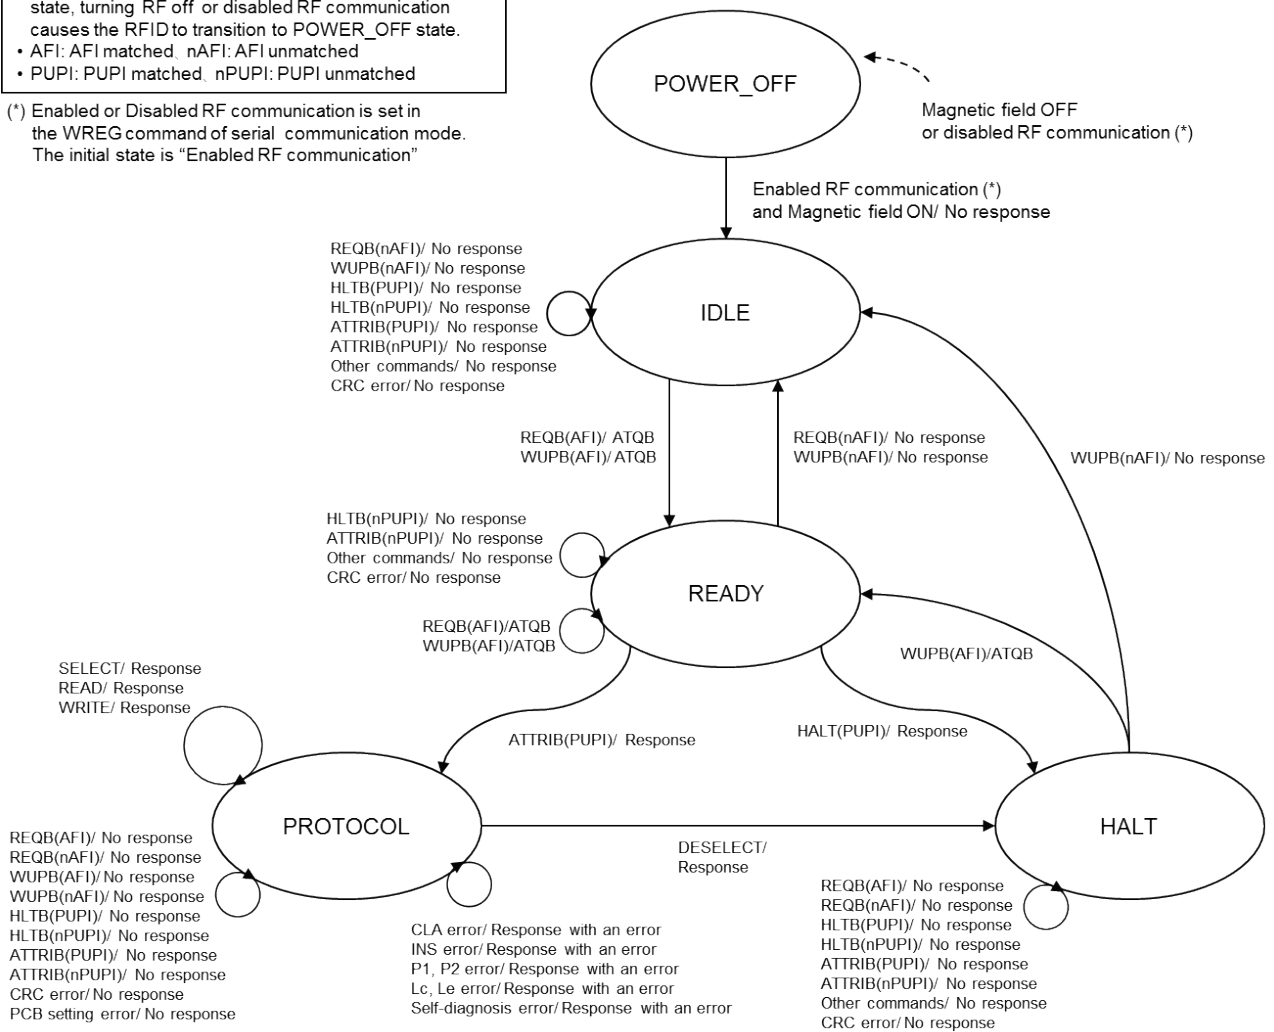 state, turning RF off or disabled RF communication
causes the RFID to transition to POWER_OFF state.
• AFI: AFI matched、nAFI: AFI unmatched
• PUPI: PUPI matched、nPUPI: PUPI unmatched
(*) Enabled or Disabled RF communication is set in
the WREG command of serial communication mode.
The initial state is “Enabled RF communication”
POWER_OFF
Magnetic field OFF
or disabled RF communication (*)
Enabled RF communication (*)
and Magnetic field ON/ No response
REQB(nAFI)/ No response
WUPB(nAFI)/ No response
HLTB(PUPI)/ No response
HLTB(nPUPI)/ No response
ATTRIB(PUPI)/ No response
ATTRIB(nPUPI)/ No response
Other commands/ No response
CRC error/ No response
IDLE
REQB(AFI)/ ATQB
WUPB(AFI)/ ATQB
REQB(nAFI)/ No response
WUPB(nAFI)/ No response
WUPB(nAFI)/ No response
HLTB(nPUPI)/ No response
ATTRIB(nPUPI)/ No response
Other commands/ No response
CRC error/ No response
READY
REQB(AFI)/ATQB
WUPB(AFI)/ATQB
WUPB(AFI)/ATQB
SELECT/ Response
READ/ Response
WRITE/ Response
ATTRIB(PUPI)/ Response
HALT(PUPI)/ Response
PROTOCOL
HALT
DESELECT/
Response
REQB(AFI)/ No response
REQB(nAFI)/ No response
WUPB(AFI)/ No response
WUPB(nAFI)/ No response
HLTB(PUPI)/ No response
HLTB(nPUPI)/ No response
ATTRIB(PUPI)/ No response
ATTRIB(nPUPI)/ No response
CRC error/ No response
PCB setting error/ No response
CLA error/ Response with an error
INS error/ Response with an error
P1, P2 error/ Response with an error
Lc, Le error/ Response with an error
Self-diagnosis error/ Response with an error
REQB(AFI)/ No response
REQB(nAFI)/ No response
HLTB(PUPI)/ No response
HLTB(nPUPI)/ No response
ATTRIB(PUPI)/ No response
ATTRIB(nPUPI)/ No response
Other commands/ No response
CRC error/ No response